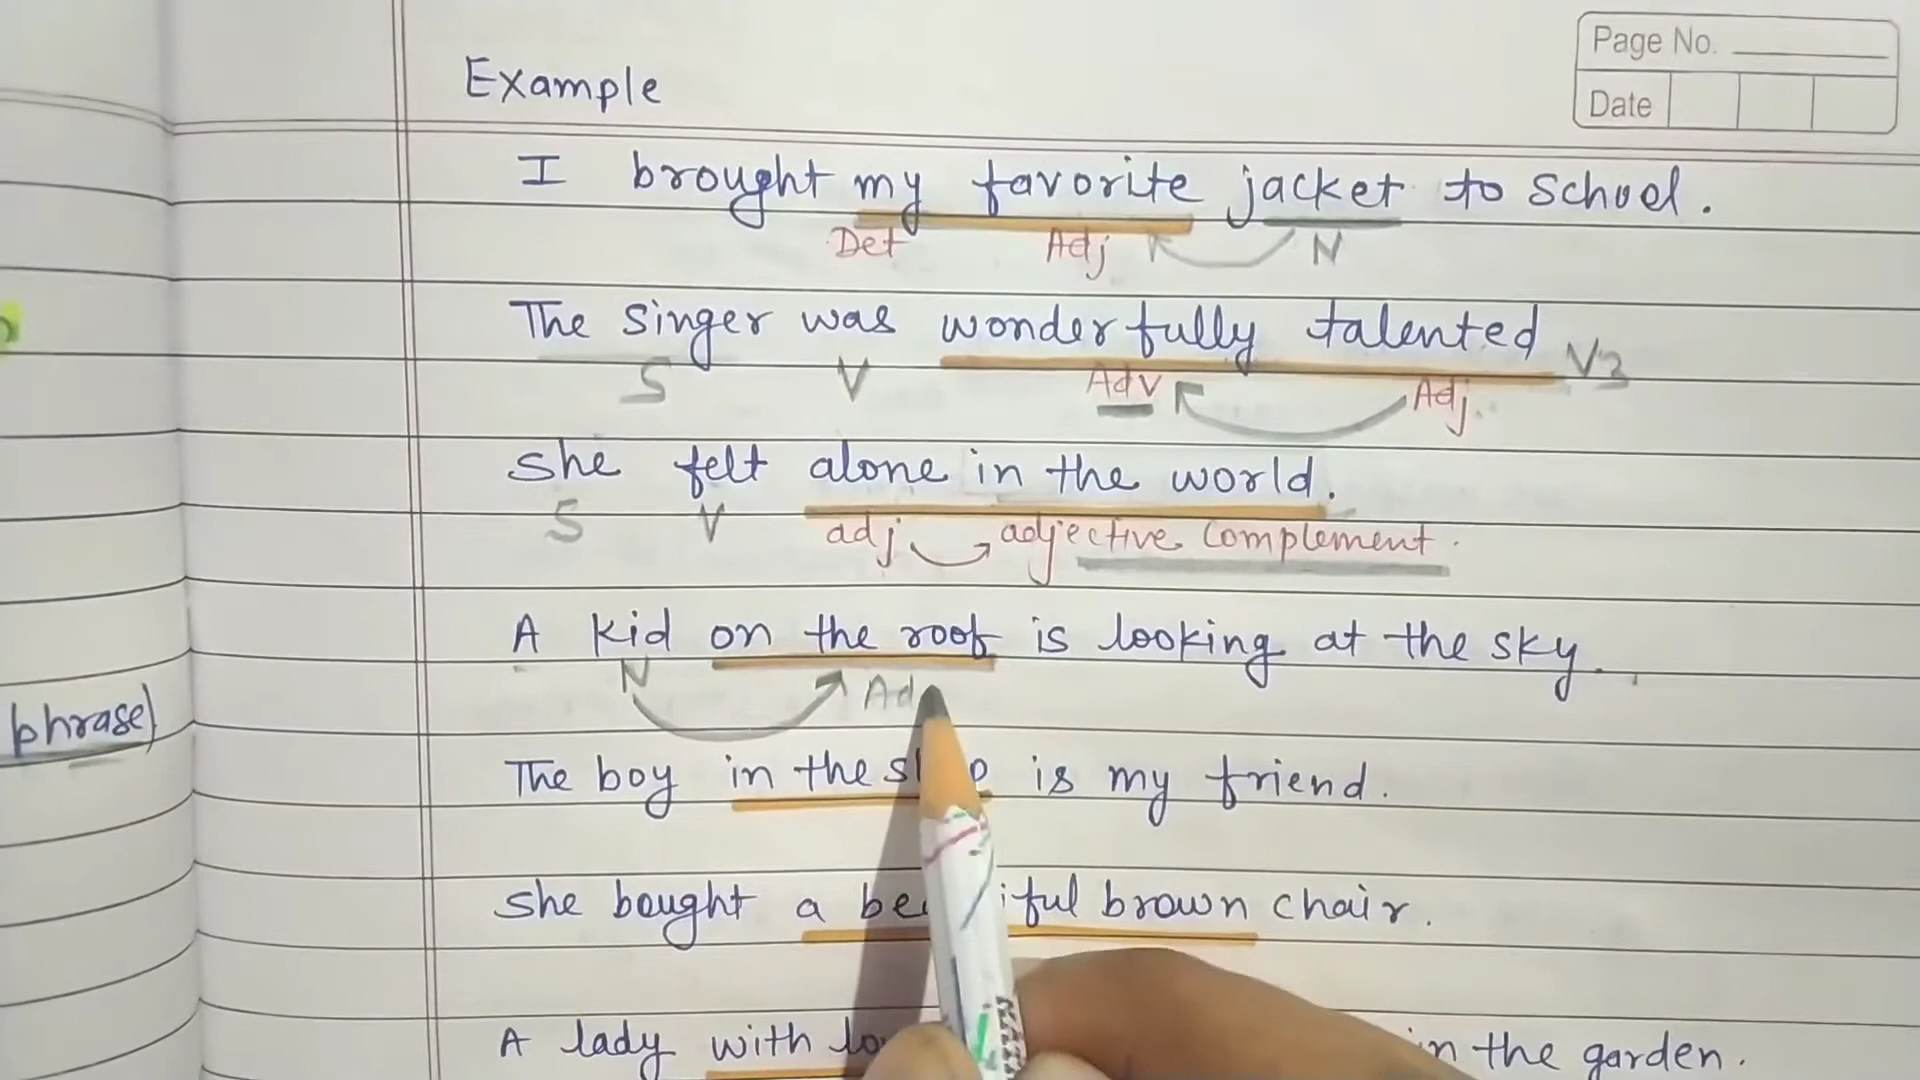 Page No.
Date
Example
I brought my favorite jacket to School.
Det Adj N
The singer was wonderfully talented V3
S V Adv Adj.
she felt alone in the world.
S V adj adjective complement.
A kid on the roof is looking at the sky.
N Ad
phrase)
The boy in the is my friend.
she bought a brown chair.
A lady with in the garden.